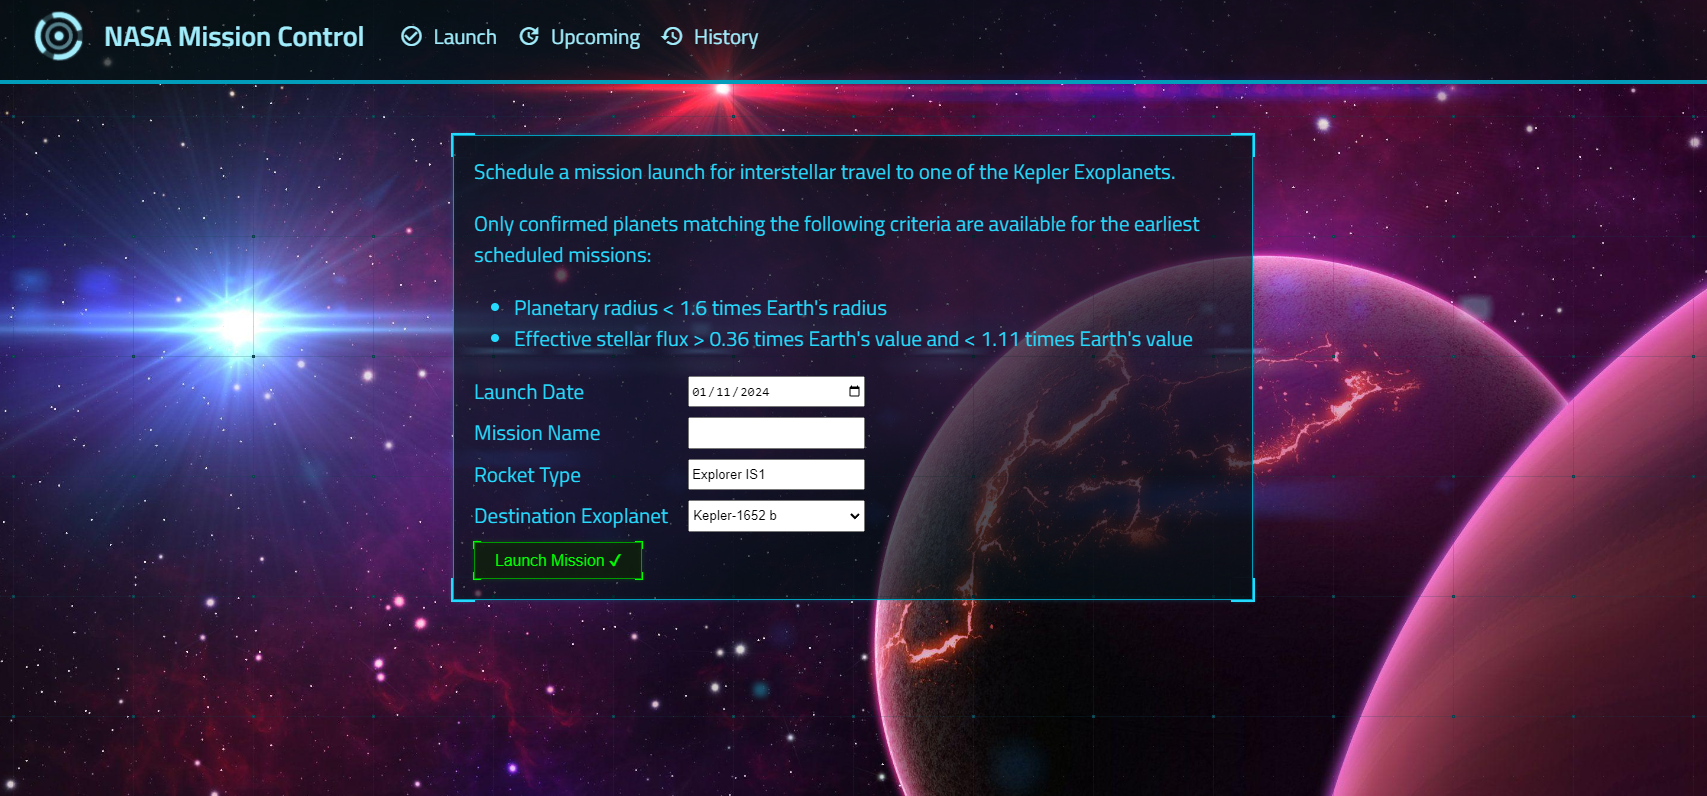 NASA Mission Control Launch Upcoming History
Schedule a mission launch for interstellar travel to one of the Kepler Exoplanets.
Only confirmed planets matching the following criteria are available for the earliest
scheduled missions:
• Planetary radius < 1.6 times Earth's radius
• Effective stellar flux > 0.36 times Earth's value and < 1.11 times Earth's value
Launch Date 01/11/2024
Mission Name
Rocket Type Explorer IS1
Destination Exoplanet Kepler-1652 b
Launch Mission ✓